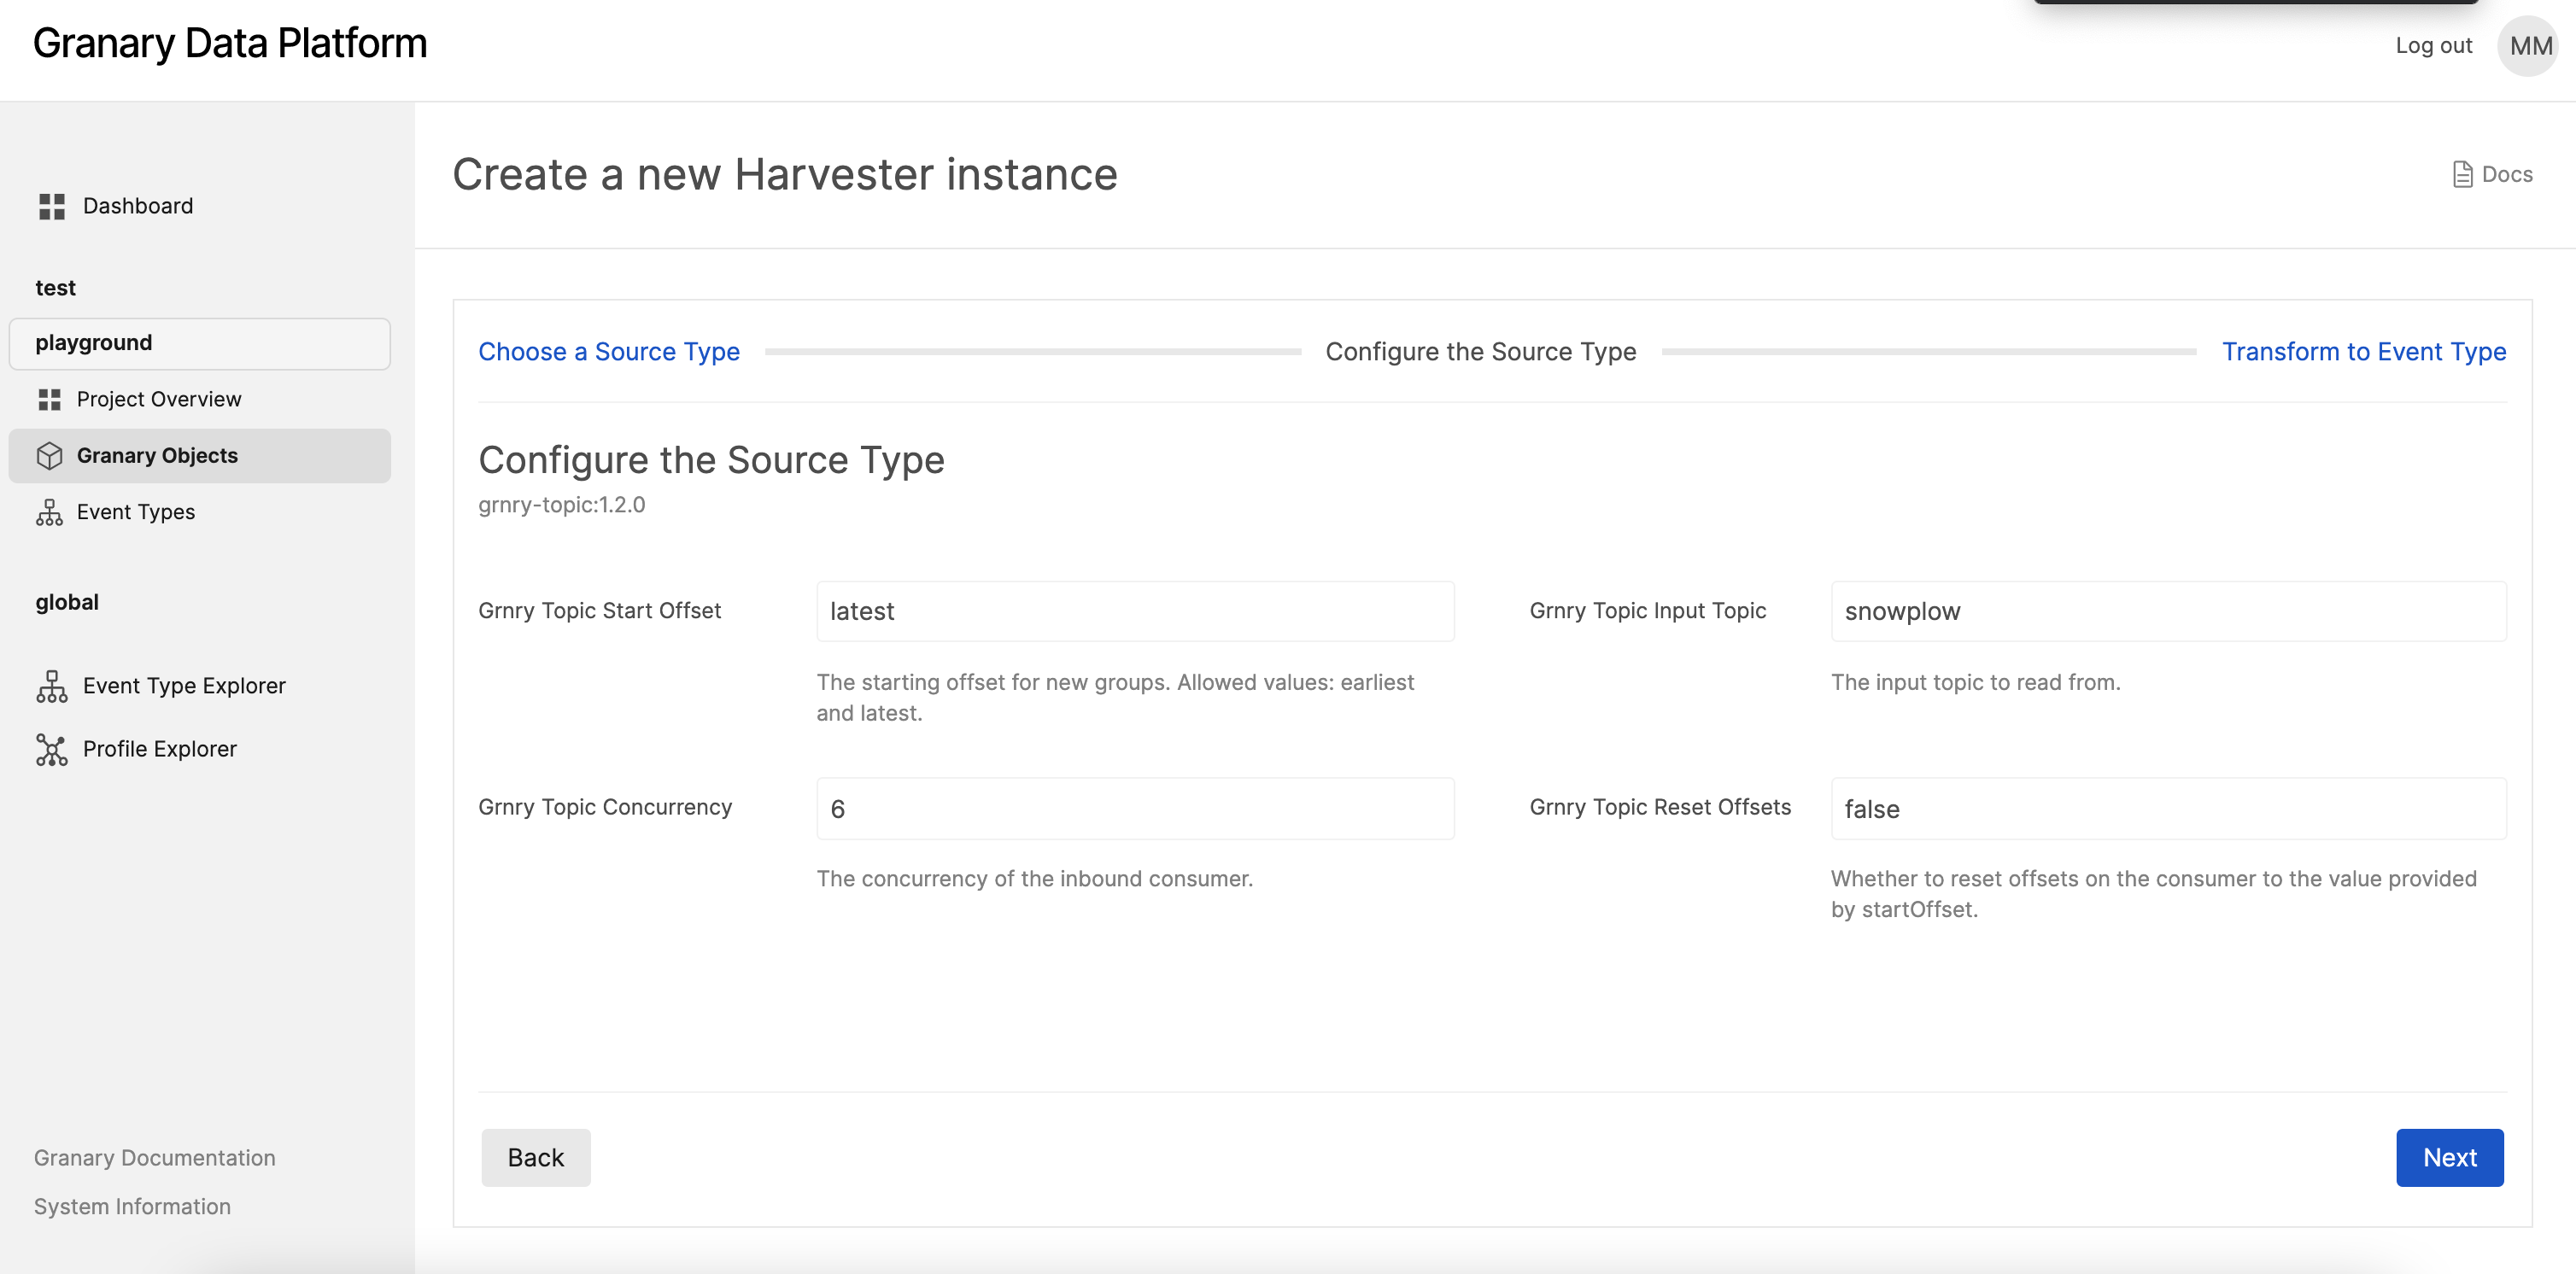 Granary Data Platform
Log out
MM
Dashboard
test
playground
Project Overview
Granary Objects
Event Types
global
Event Type Explorer
Profile Explorer
Granary Documentation
System Information
Create a new Harvester instance
Docs
Choose a Source Type
Configure the Source Type
Transform to Event Type
Configure the Source Type
grnry-topic:1.2.0
Grnry Topic Start Offset
latest
The starting offset for new groups. Allowed values: earliest
and latest.
Grnry Topic Input Topic
snowplow
The input topic to read from.
Grnry Topic Concurrency
6
The concurrency of the inbound consumer.
Grnry Topic Reset Offsets
false
Whether to reset offsets on the consumer to the value provided
by startOffset.
Back
Next